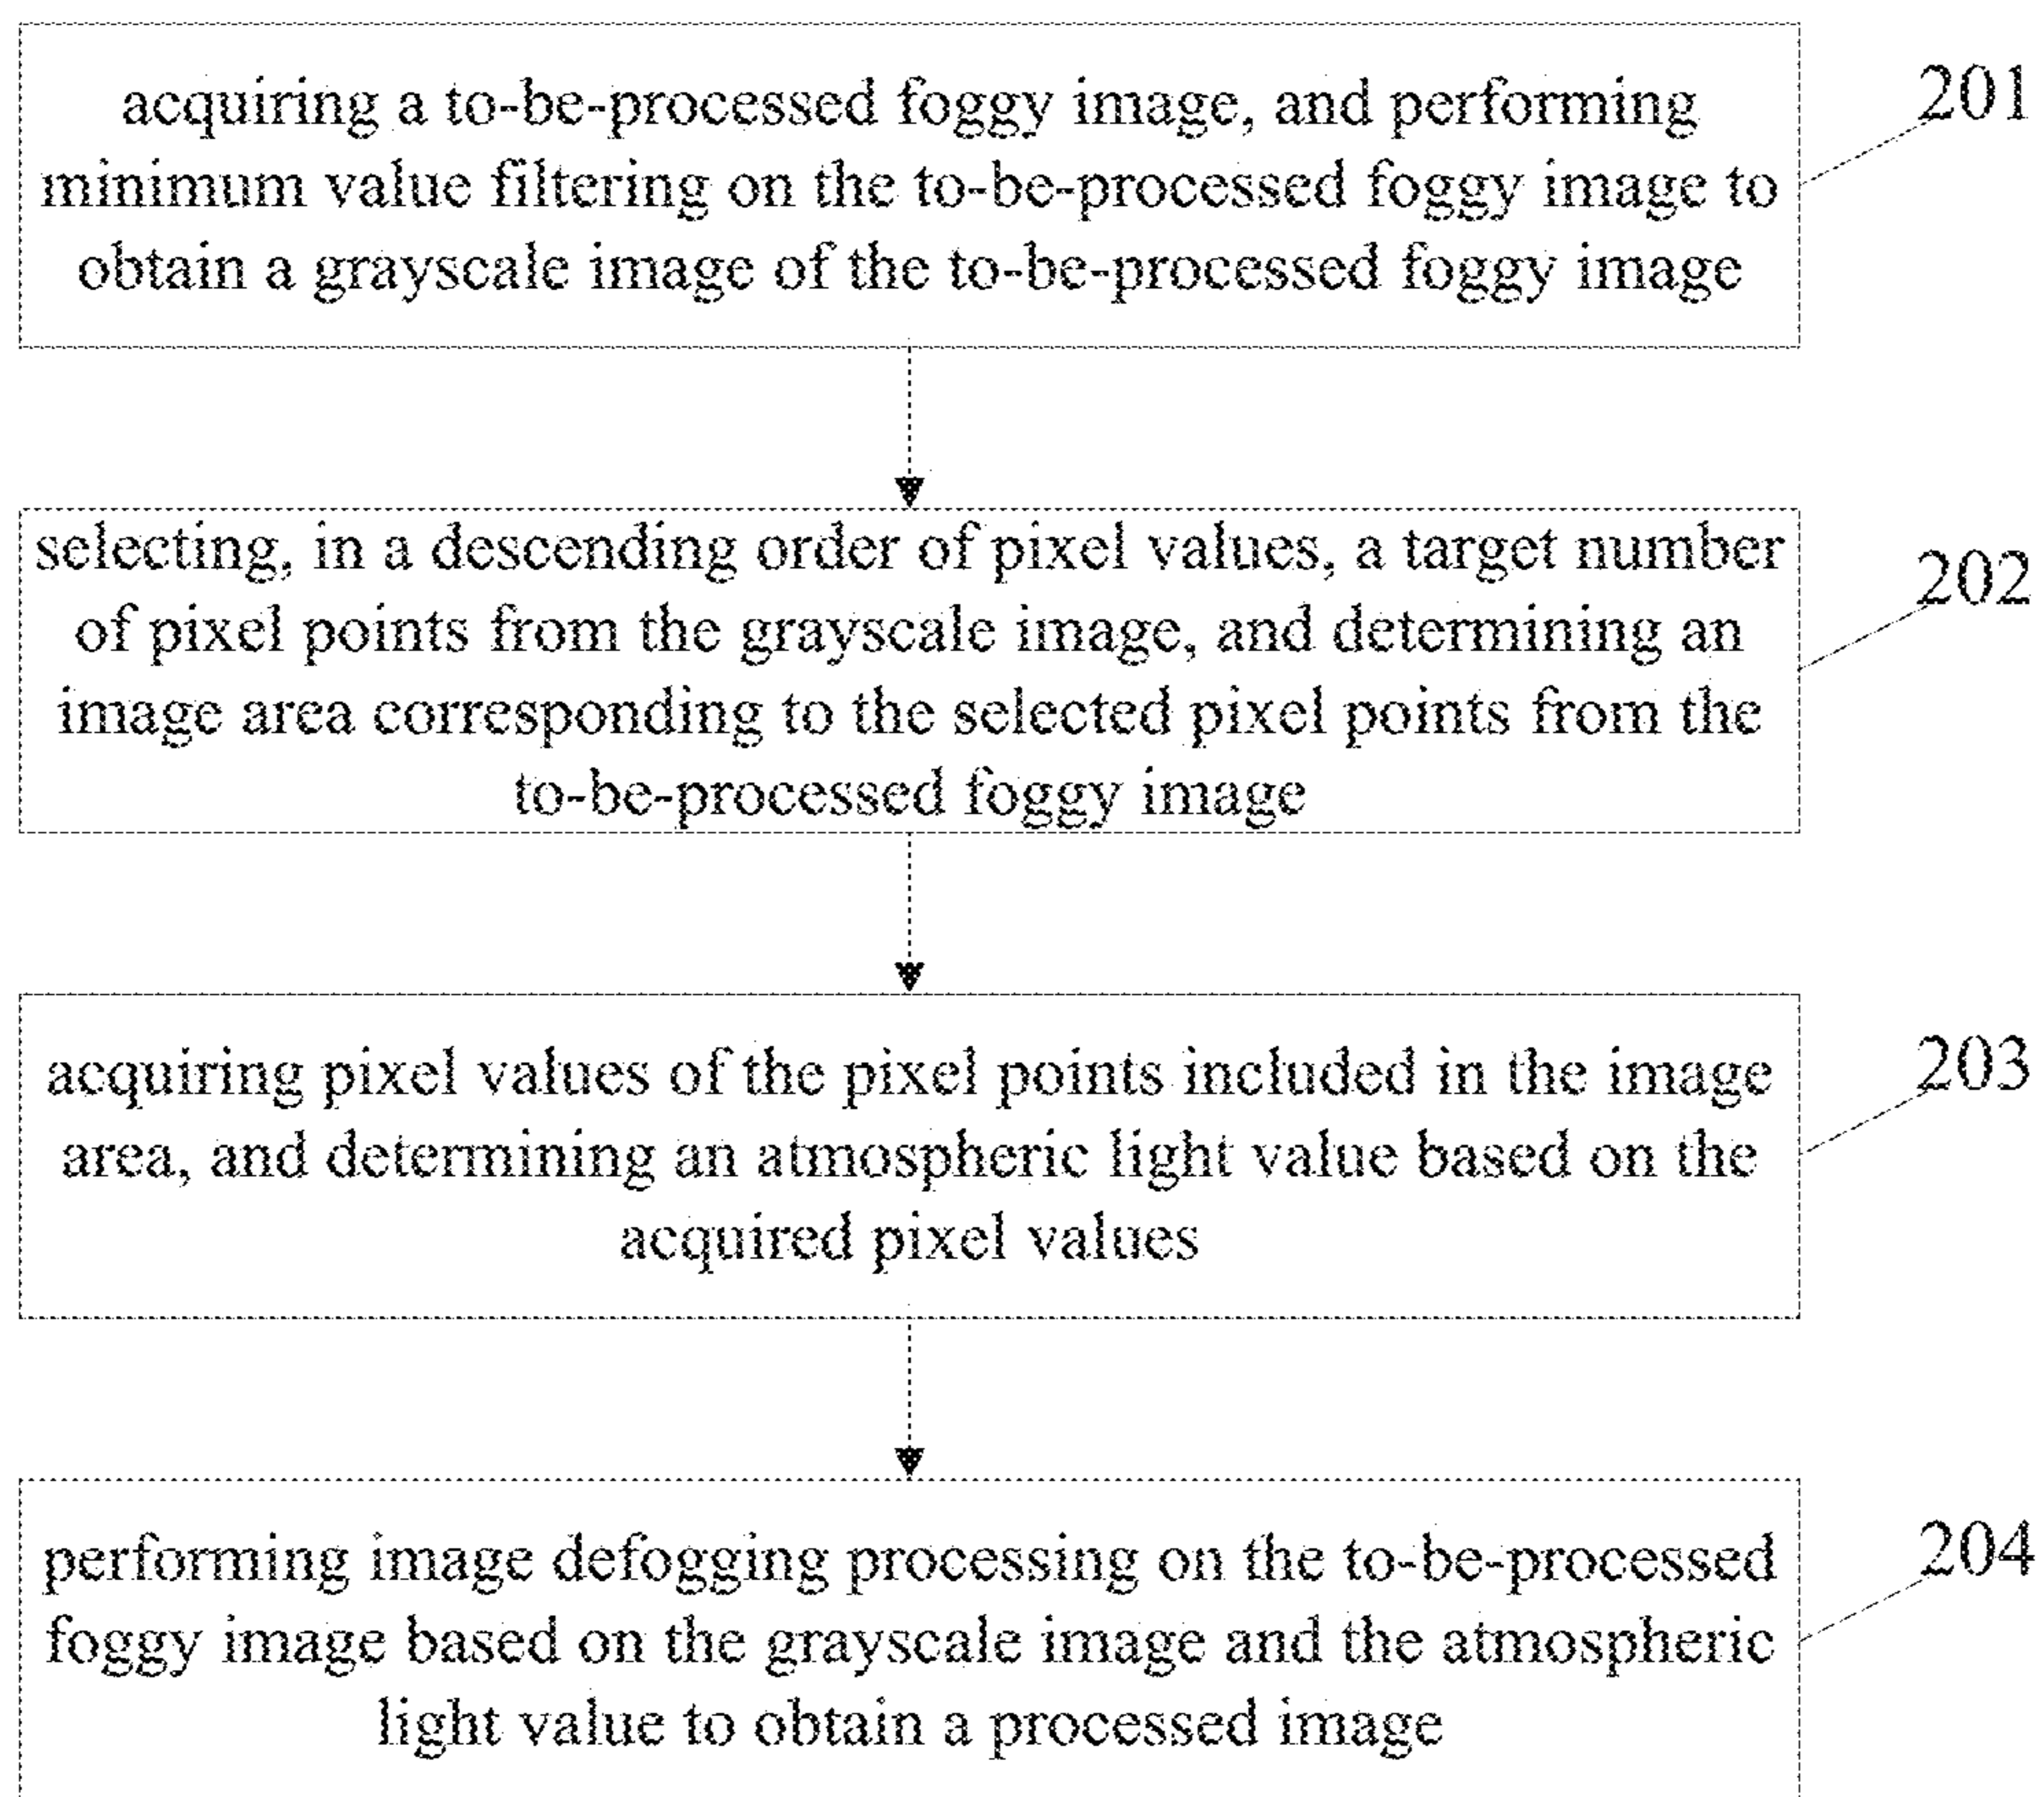 acquiring a to-be-processed foggy image, and performing
minimum value filtering on the to-be-processed foggy image to
obtain a grayscale image of the to-be-processed foggy image
201
selecting, in a descending order of pixel values, a target number
of pixel points from the grayscale image, and determining an
image area corresponding to the selected pixel points from the
to-be-processed foggy image
202
acquiring pixel values of the pixel points included in the image
area, and determining an atmospheric light value based on the
acquired pixel values
203
performing image defogging processing on the to-be-processed
foggy image based on the grayscale image and the atmospheric
light value to obtain a processed image
204